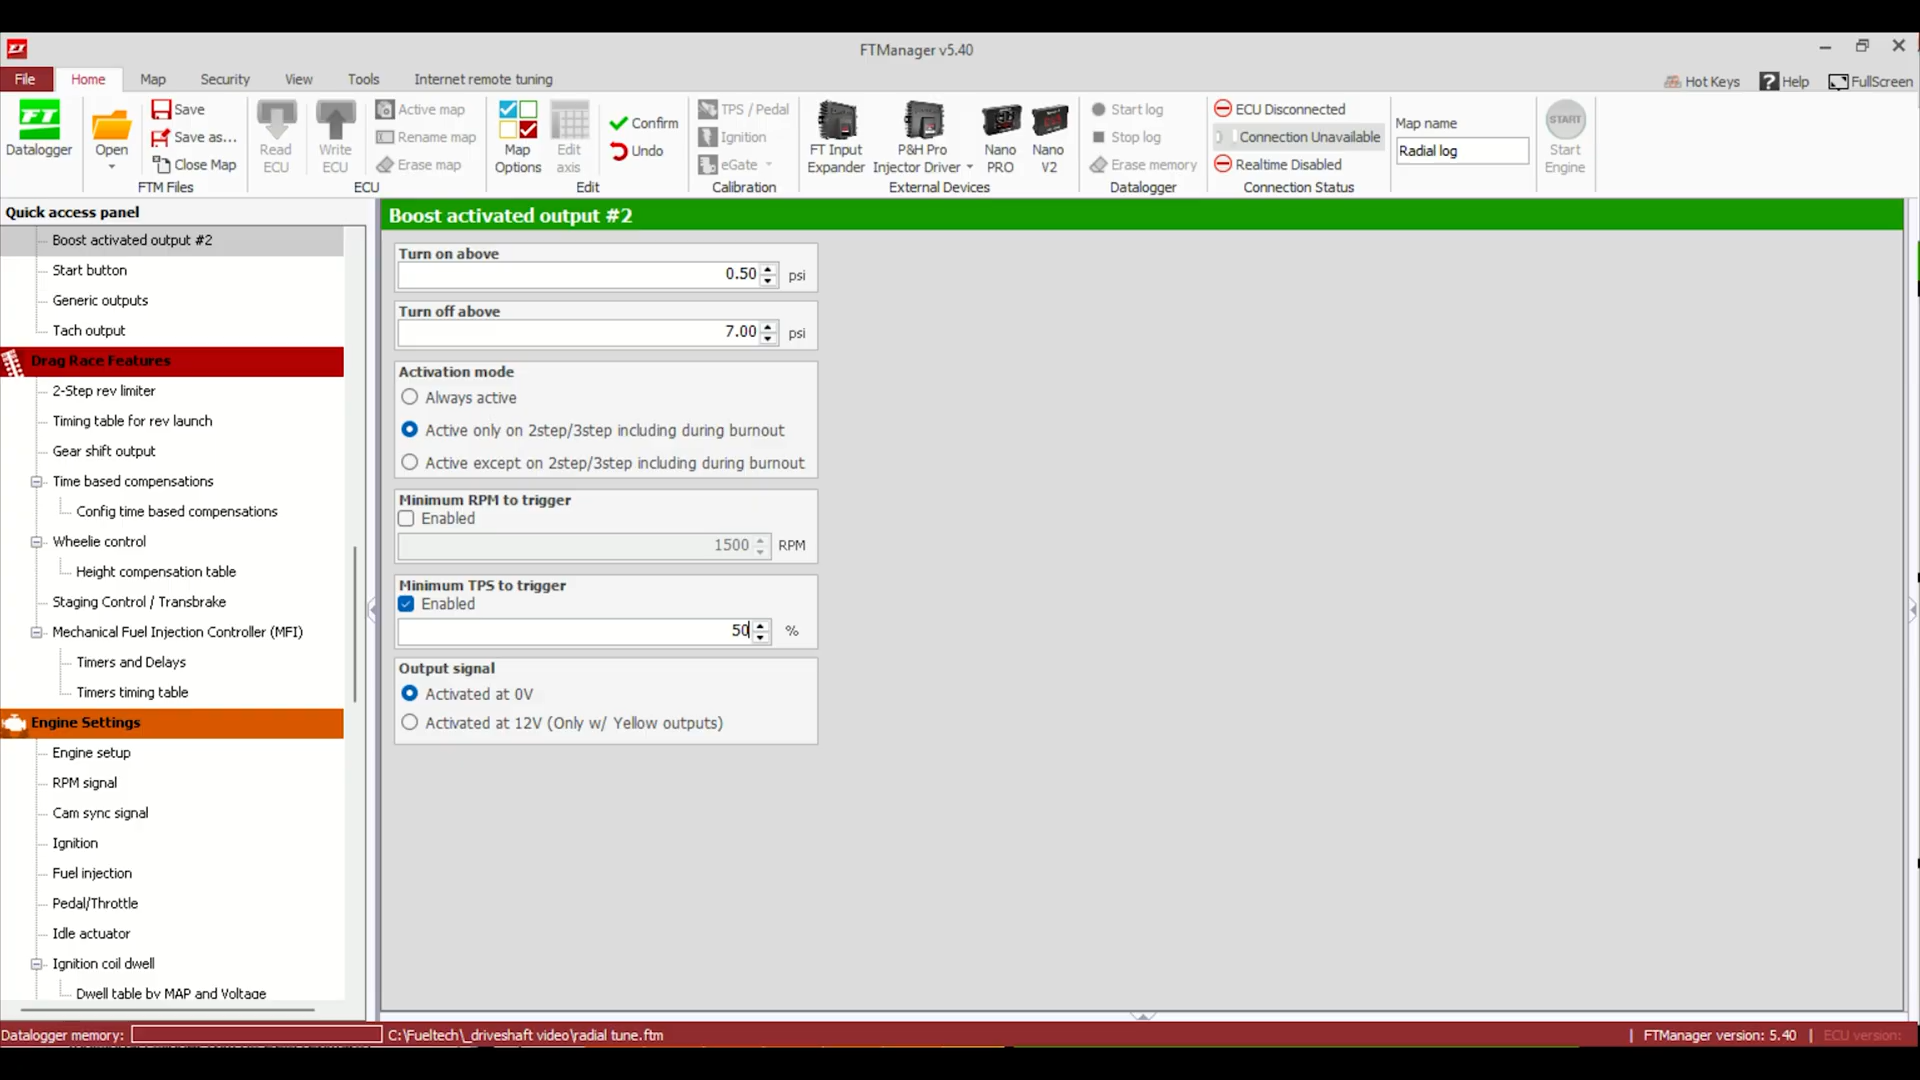 FTManager v5.40
File
Home
Map
Security
View
Tools
Internet remote tuning
Hot Keys
Help
FullScreen
FT
Datalogger
Open
Save
Save as...
Close Map
FTM Files
Read
ECU
Write
ECU
Active map
Rename map
Erase map
ECU
Map
Options
Edit
axis
Confirm
Undo
Edit
TPS / Pedal
Ignition
eGate
Calibration
FT Input
Expander
P&H Pro
Injector Driver
Nano
PRO
Nano
V2
External Devices
Start log
Stop log
Erase memory
Datalogger
ECU Disconnected
Connection Unavailable
Realtime Disabled
Connection Status
Map name
Radial log
START
Start
Engine
Quick access panel
Boost activated output #2
Start button
Generic outputs
Tach output
Drag Race Features
2-Step rev limiter
Timing table for rev launch
Gear shift output
Time based compensations
Config time based compensations
Wheelie control
Height compensation table
Staging Control / Transbrake
Mechanical Fuel Injection Controller (MFI)
Timers and Delays
Timers timing table
Engine Settings
Engine setup
RPM signal
Cam sync signal
Ignition
Fuel injection
Pedal/Throttle
Idle actuator
Ignition coil dwell
Dwell table by MAP and Voltage
Boost activated output #2
Turn on above
0.50 psi
Turn off above
7.00 psi
Activation mode
Always active
Active only on 2step/3step including during burnout
Active except on 2step/3step including during burnout
Minimum RPM to trigger
Enabled
1500 RPM
Minimum TPS to trigger
Enabled
50 %
Output signal
Activated at 0V
Activated at 12V (Only w/ Yellow outputs)
Datalogger memory:
C:\Fueltech\_driveshaft video\radial tune.ftm
| FTManager version: 5.40 |
ECU version: